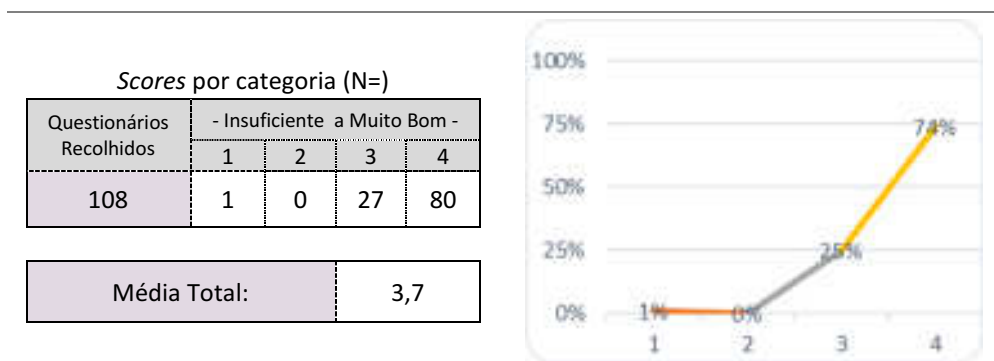 Scores por categoria (N=)
Questionários Recolhidos
- Insuficiente a Muito Bom -
1 2 3 4
108 1 0 27 80
Média Total: 3,7
100%
75%
50%
25%
0%
1%
0%
25%
74%
1 2 3 4